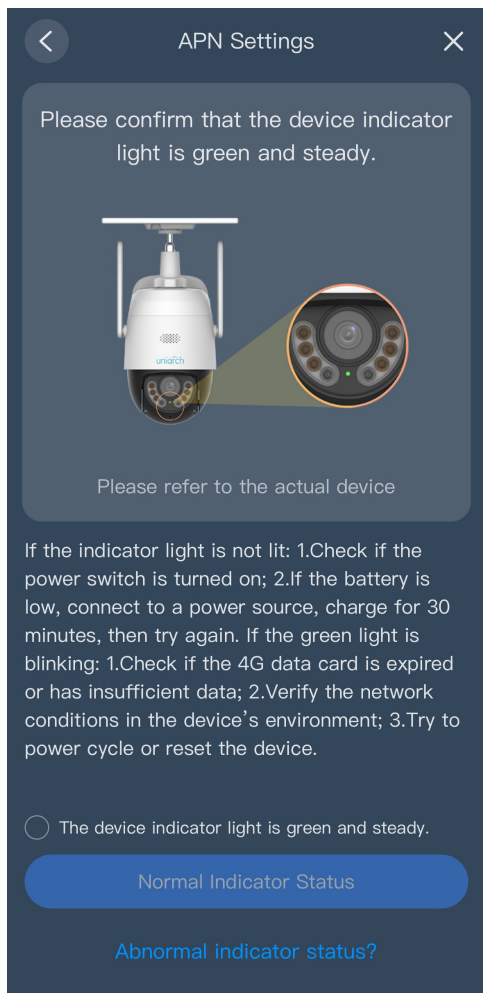 APN Settings
Please confirm that the device indicator
light is green and steady.
uniarch
Please refer to the actual device
If the indicator light is not lit: 1.Check if the
power switch is turned on; 2.If the battery is
low, connect to a power source, charge for 30
minutes, then try again. If the green light is
blinking: 1.Check if the 4G data card is expired
or has insufficient data; 2.Verify the network
conditions in the device’s environment; 3.Try to
power cycle or reset the device.
The device indicator light is green and steady.
Normal Indicator Status
Abnormal indicator status?